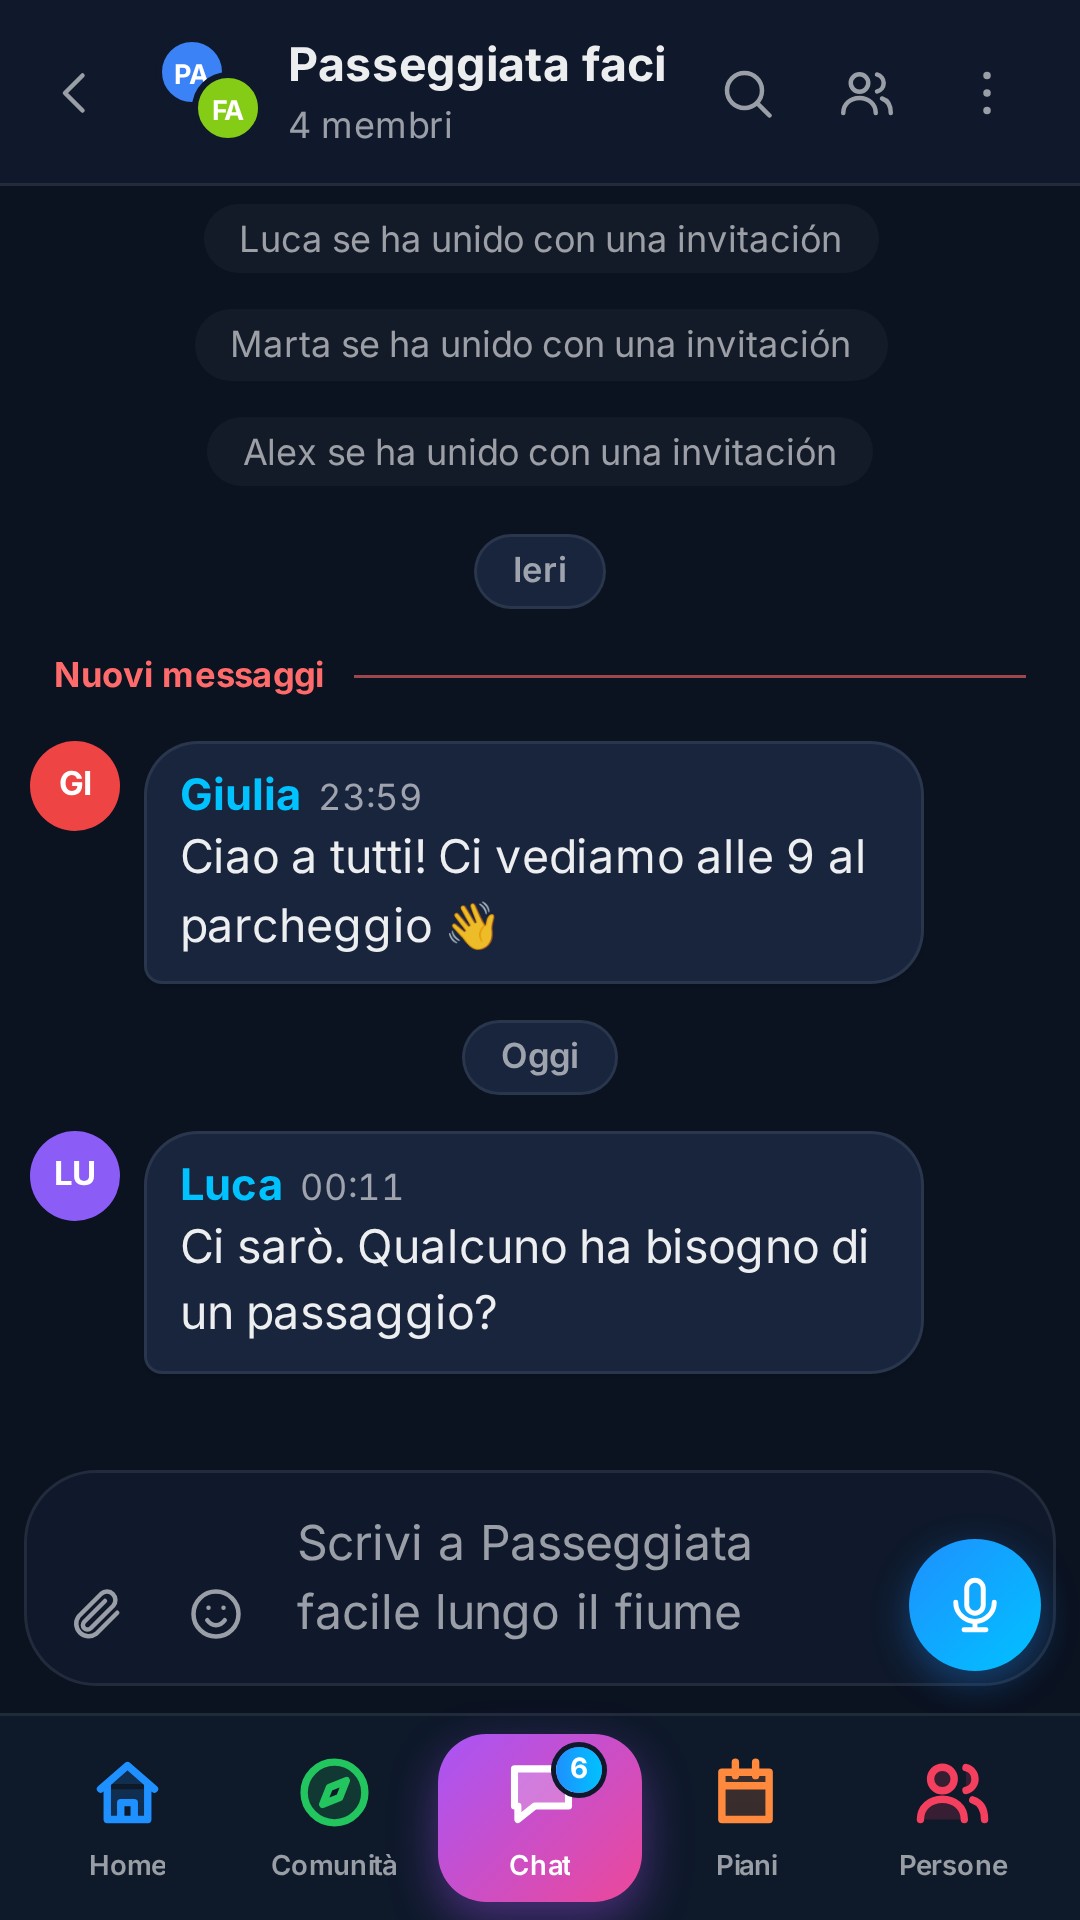 PA
FA
Passeggiata faci
4 membri
Luca se ha unido con una invitación
Marta se ha unido con una invitación
Alex se ha unido con una invitación
Ieri
Nuovi messaggi
GI
Giulia 23:59
Ciao a tutti! Ci vediamo alle 9 al
parcheggio 👋
Oggi
LU
Luca 00:11
Ci sarò. Qualcuno ha bisogno di
un passaggio?
Scrivi a Passeggiata
facile lungo il fiume
6
Home
Comunità
Chat
Piani
Persone